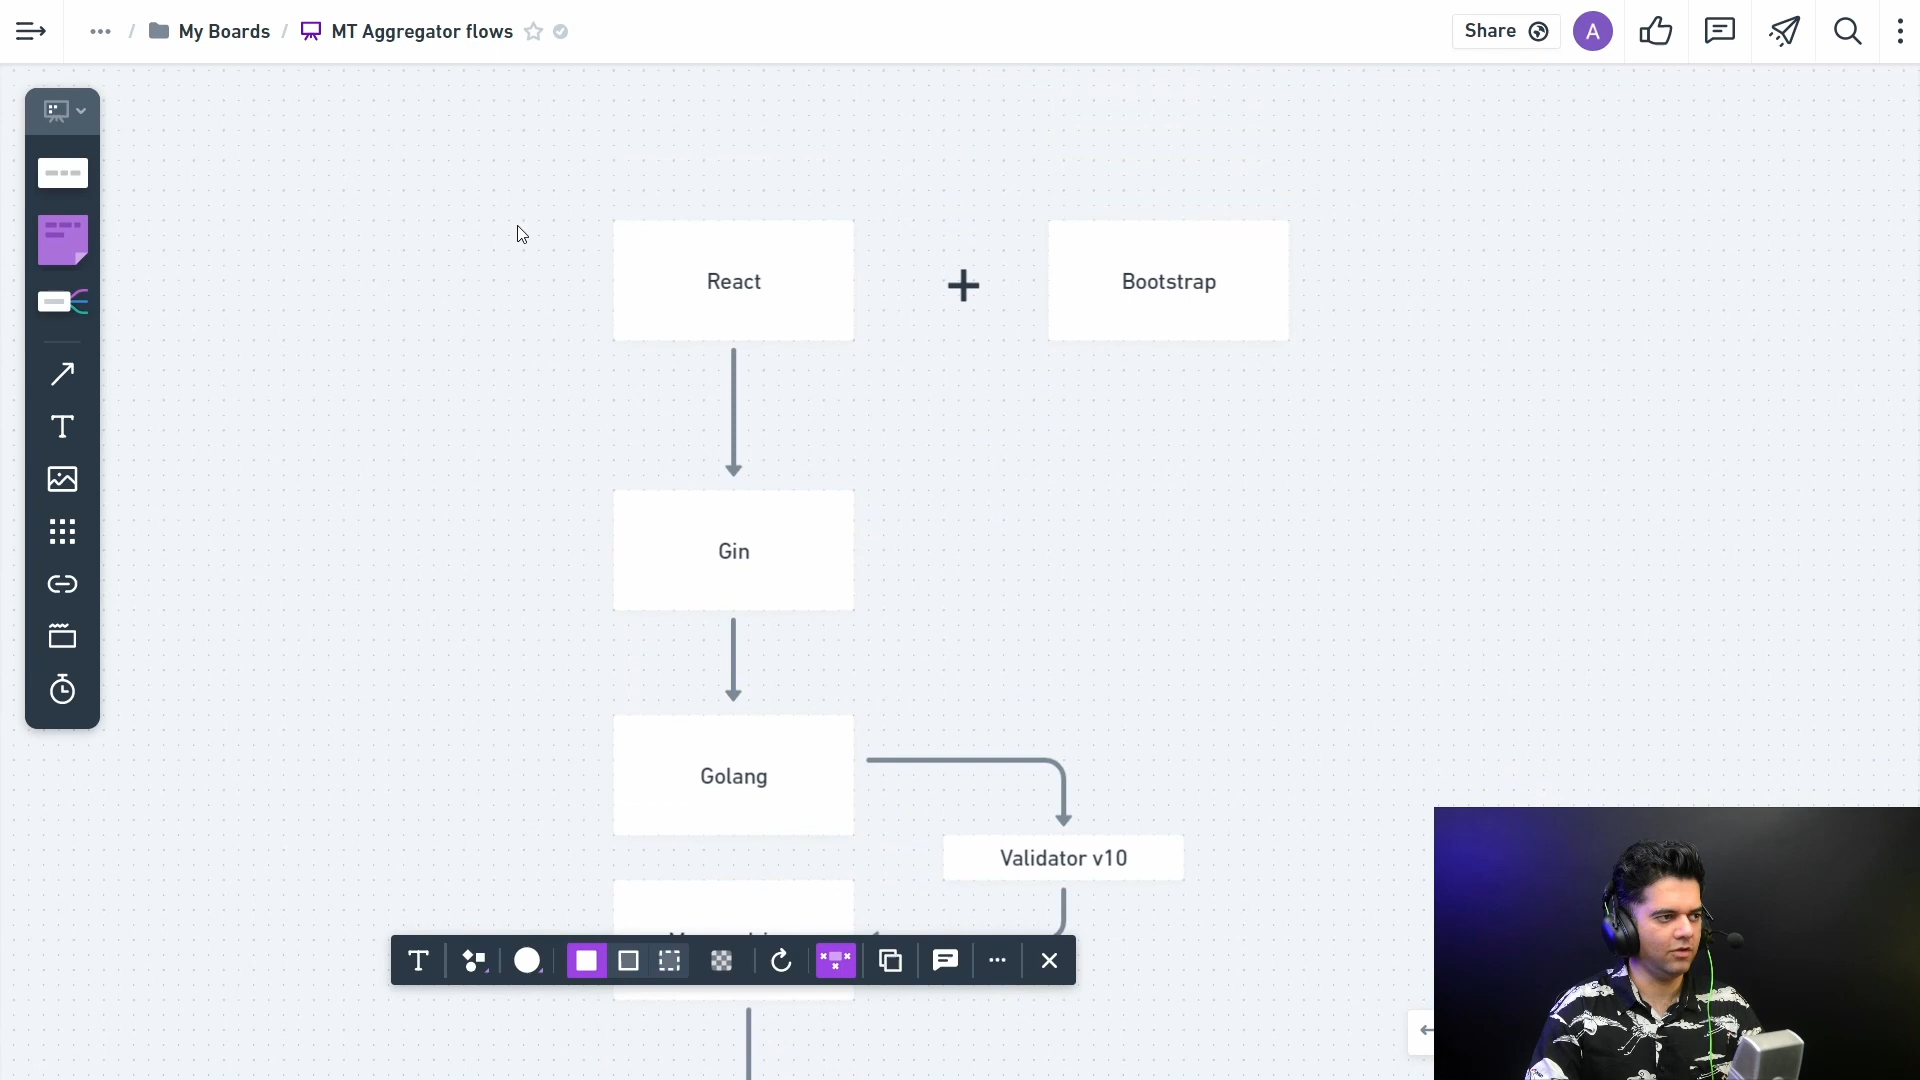 ... / My Boards / MT Aggregator flows
Share
A
React
+
Bootstrap
Gin
Golang
Validator v10
T